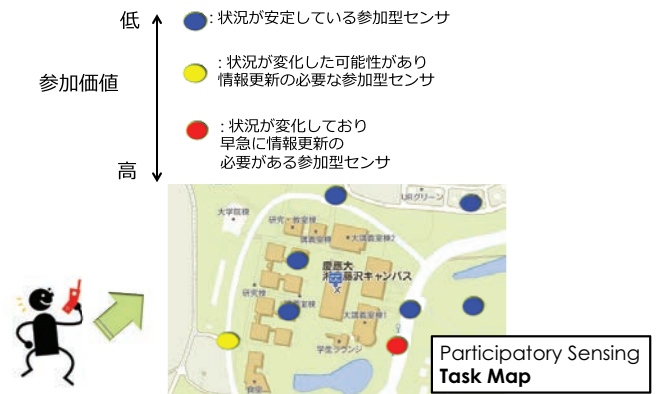 低
: 状況が安定している参加型センサ
参加価値
: 状況が変化した可能性があり
情報更新の必要な参加型センサ
: 状況が変化しており
早急に情報更新の
必要がある参加型センサ
高
URグリーン
大学院棟
研究・教室棟
講義室棟
大講義室棟2
慶應大
藤沢キャンパス
研究棟
大講義室棟1
学生ラウンジ
食堂
Participatory Sensing
Task Map